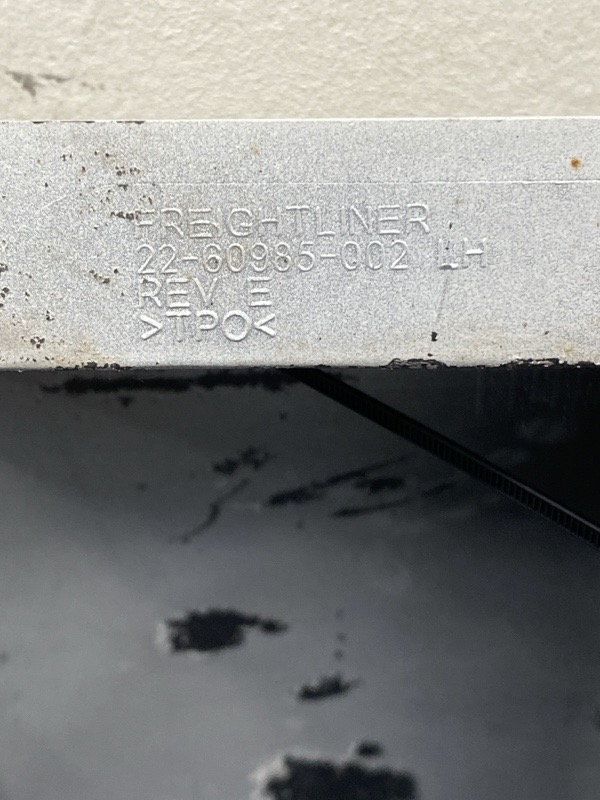 FREIGHTLINER
22-60985-002 LH
REV E
>TPO<